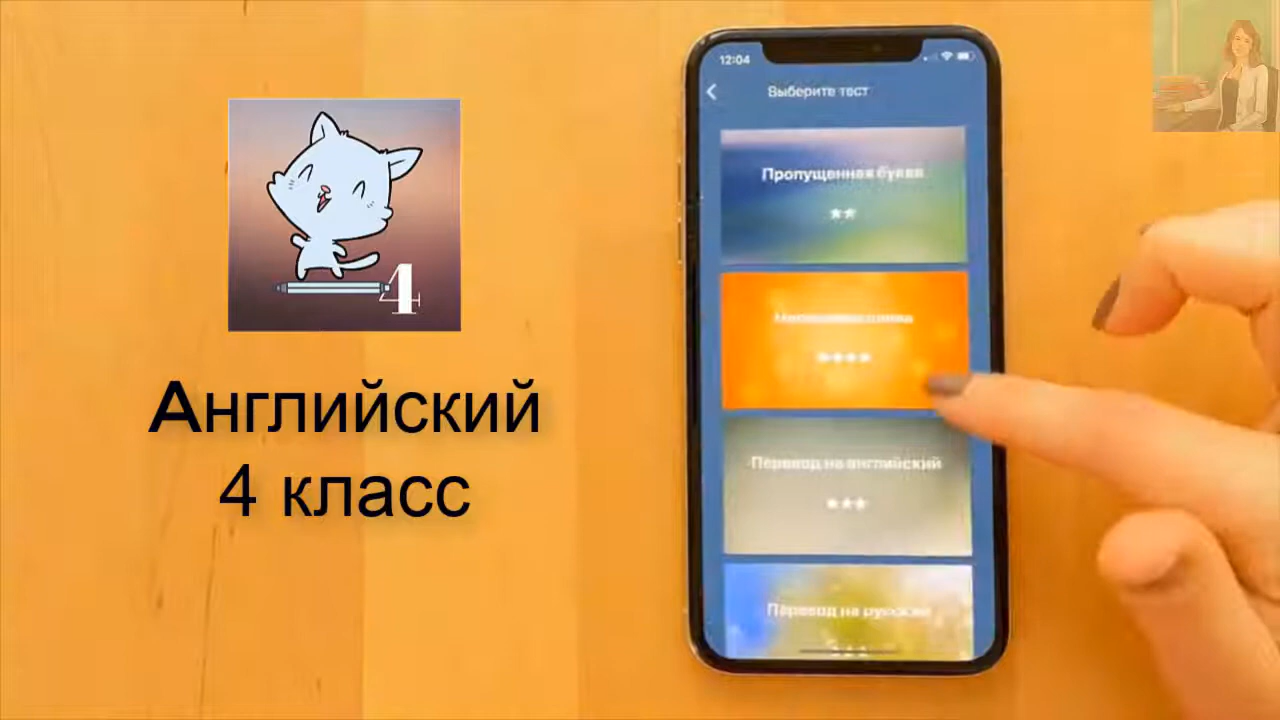 4
Английский
4 класс
12:04
Выберите тест
Пропущенная буква
Перевод на английский
Перевод на русский